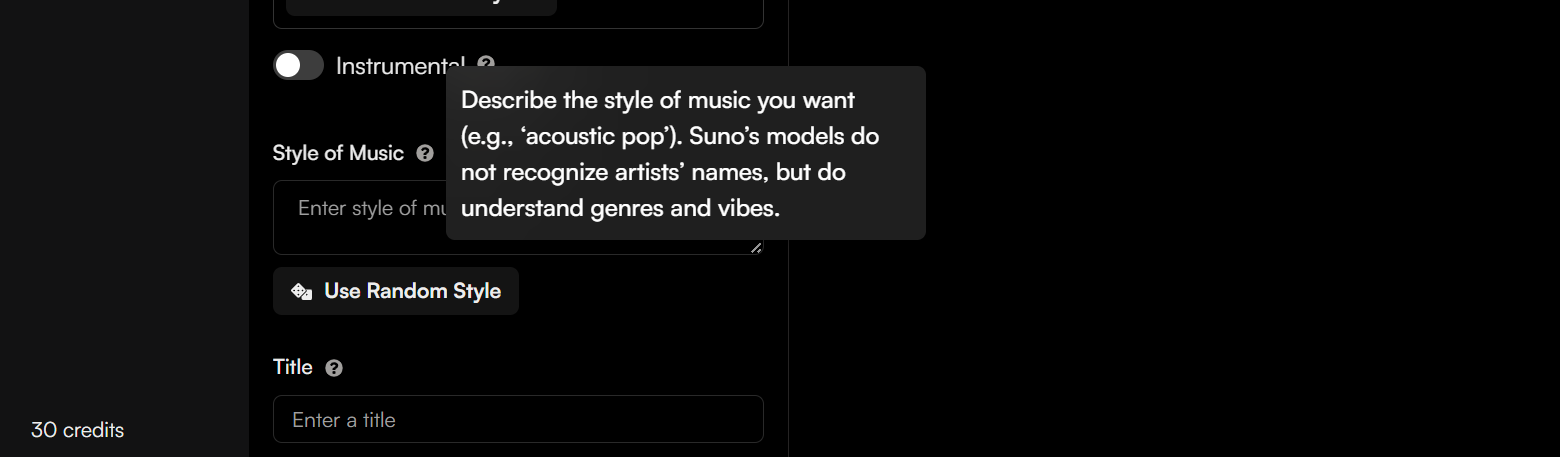 Instrumental
Describe the style of music you want
(e.g., ‘acoustic pop’). Suno’s models do
not recognize artists’ names, but do
understand genres and vibes.
Style of Music
Enter style of
Use Random Style
Title
Enter a title
30 credits